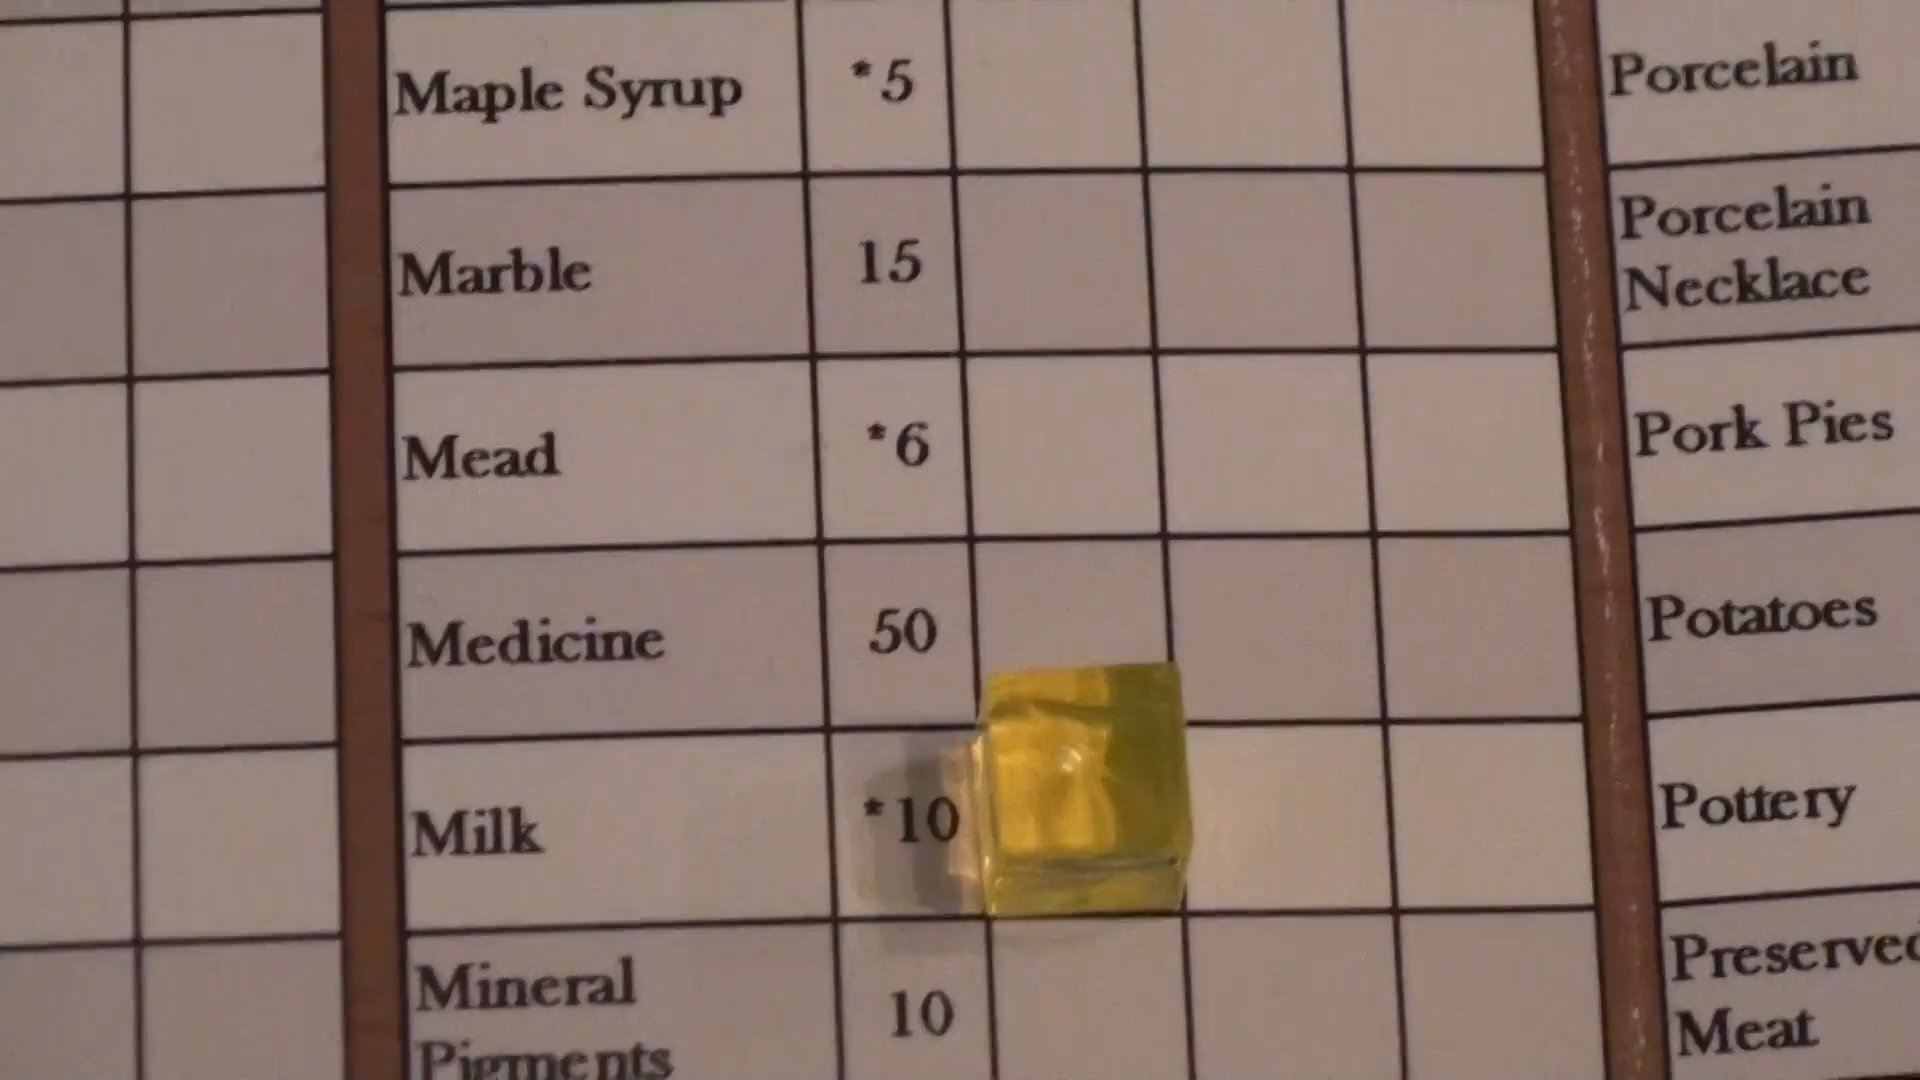 Maple Syrup *5
Marble 15
Mead *6
Medicine 50
Milk *10
Mineral 10
Pigments
Porcelain
Porcelain
Necklace
Pork Pies
Potatoes
Pottery
Preserved
Meat